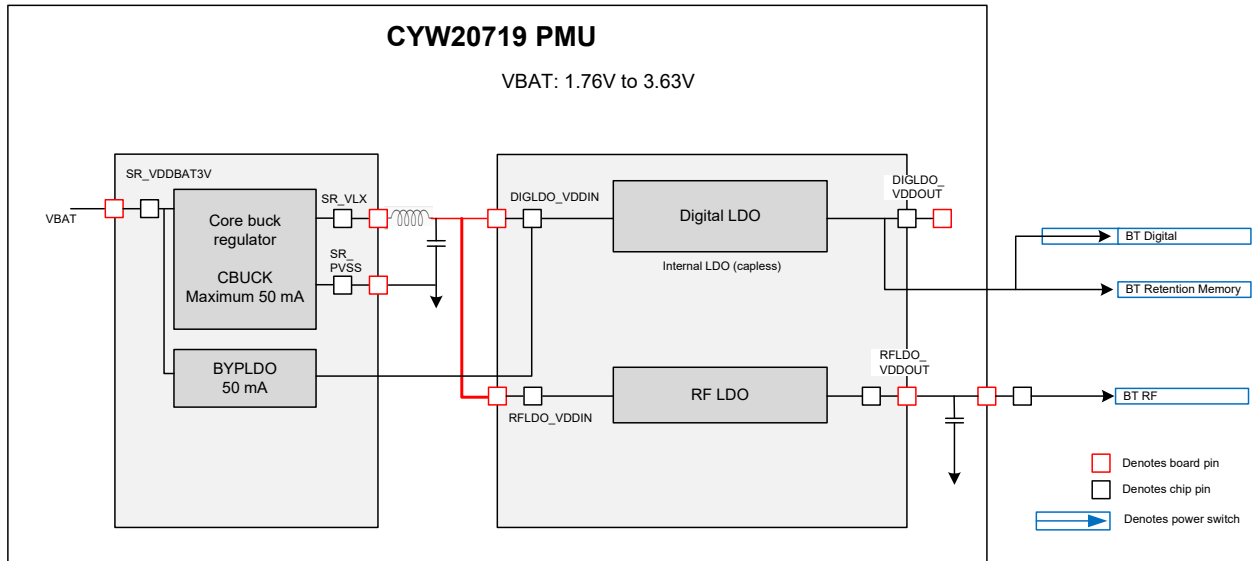 CYW20719 PMU
VBAT: 1.76V to 3.63V
SR_VDDBAT3V
VBAT
Core buck
regulator
CBUCK
Maximum 50 mA
SR_VLX
SR_
PVSS
BYPLDO
50 mA
DIGLDO_VDDIN
Digital LDO
Internal LDO (capless)
DIGLDO_
VDDOUT
BT Digital
BT Retention Memory
RFLDO_VDDIN
RF LDO
RFLDO_
VDDOUT
BT RF
Denotes board pin
Denotes chip pin
Denotes power switch